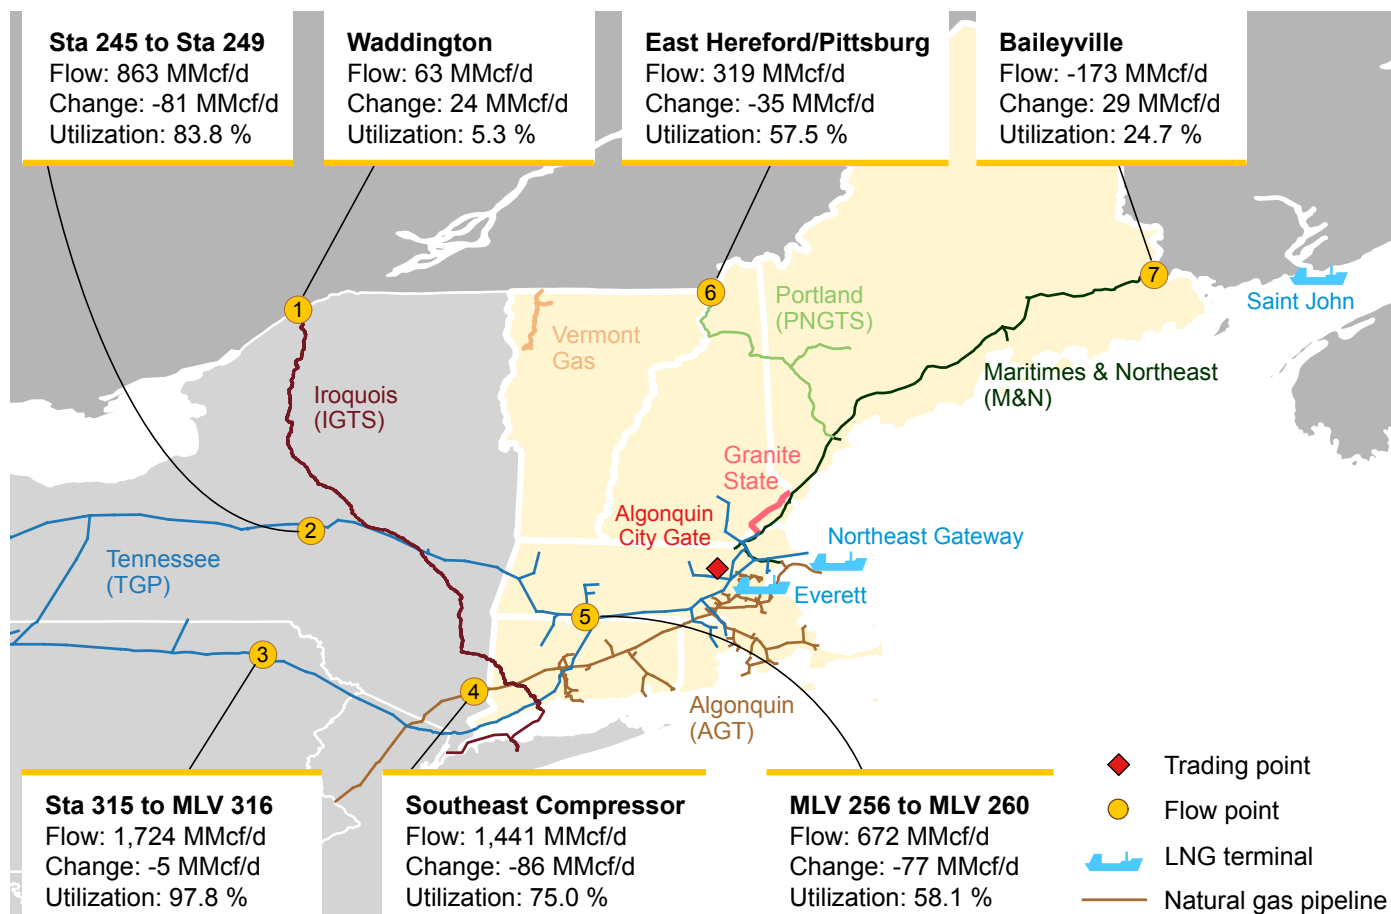 Sta 245 to Sta 249
Flow: 863 MMcf/d
Change: -81 MMcf/d
Utilization: 83.8 %
Waddington
Flow: 63 MMcf/d
Change: 24 MMcf/d
Utilization: 5.3 %
East Hereford/Pittsburg
Flow: 319 MMcf/d
Change: -35 MMcf/d
Utilization: 57.5 %
Baileyville
Flow: -173 MMcf/d
Change: 29 MMcf/d
Utilization: 24.7 %
1
6
7
Saint John
Portland
(PNGTS)
Vermont
Gas
Maritimes & Northeast
(M&N)
Iroquois
(IGTS)
Granite
State
Algonquin
City Gate
2
Northeast Gateway
Tennessee
(TGP)
Everett
5
3
4
Algonquin
(AGT)
Sta 315 to MLV 316
Flow: 1,724 MMcf/d
Change: -5 MMcf/d
Utilization: 97.8 %
Southeast Compressor
Flow: 1,441 MMcf/d
Change: -86 MMcf/d
Utilization: 75.0 %
MLV 256 to MLV 260
Flow: 672 MMcf/d
Change: -77 MMcf/d
Utilization: 58.1 %
Trading point
Flow point
LNG terminal
Natural gas pipeline